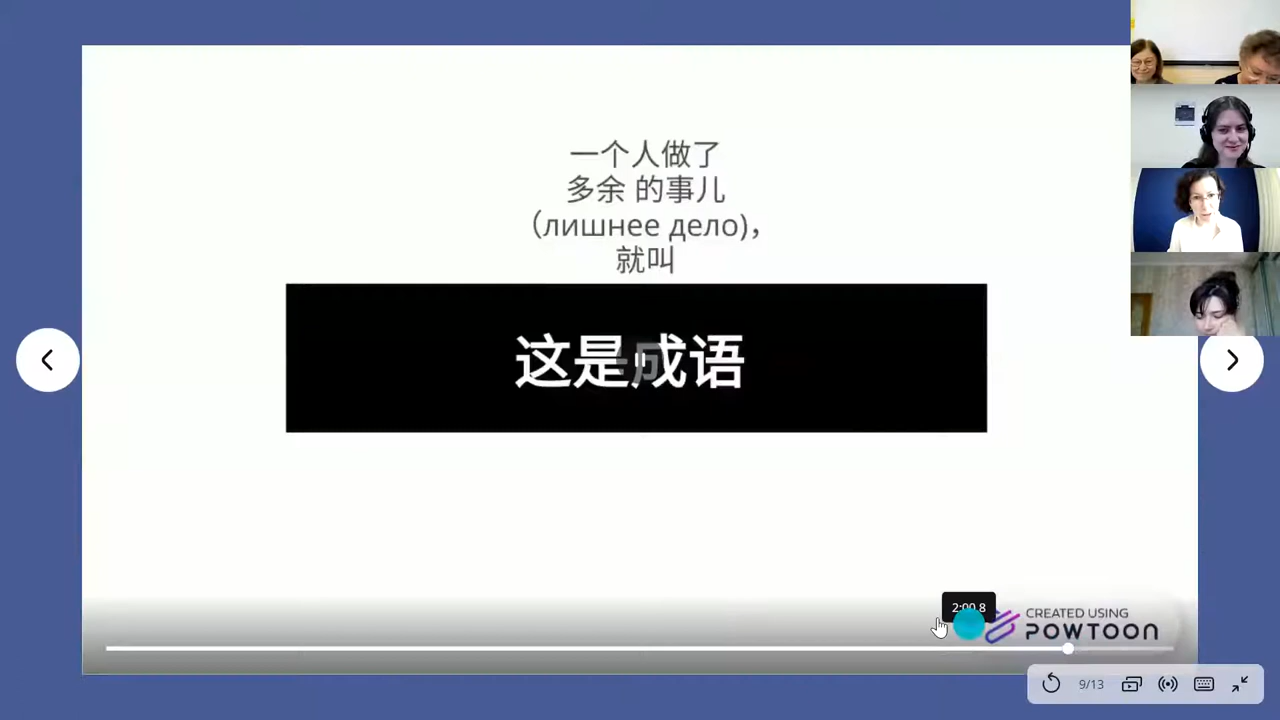 一个人做了
多余 的事儿
(лишнее дело)，
就叫
这是成语
2:00.8
CREATED USING
POWTOON
9/13